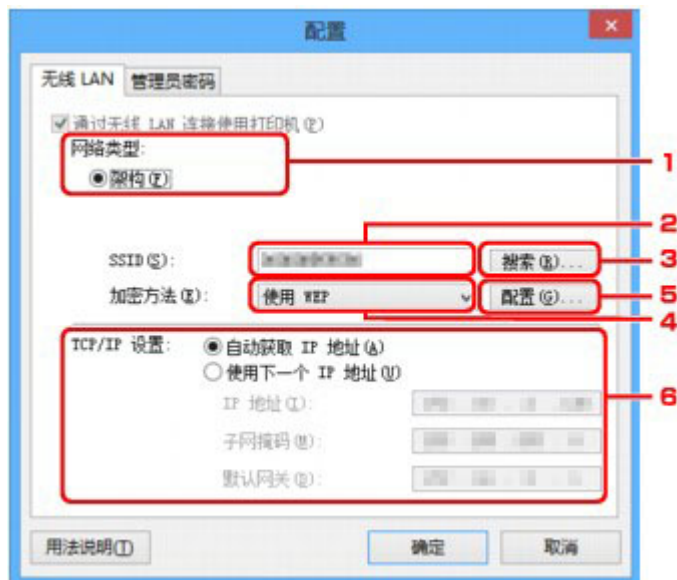 配置
无线 LAN 管理员密码
通过无线 LAN 连接使用打印机(P)
网络类型:
架构(F)
1
2
SSID(S): 搜索(R)...
3
加密方法(E): 使用 WEP 配置(G)...
5
4
TCP/IP 设置: 自动获取 IP 地址(A)
使用下一个 IP 地址(U)
IP 地址(I):
6
子网掩码(M):
默认网关(D):
用法说明(T) 确定 取消